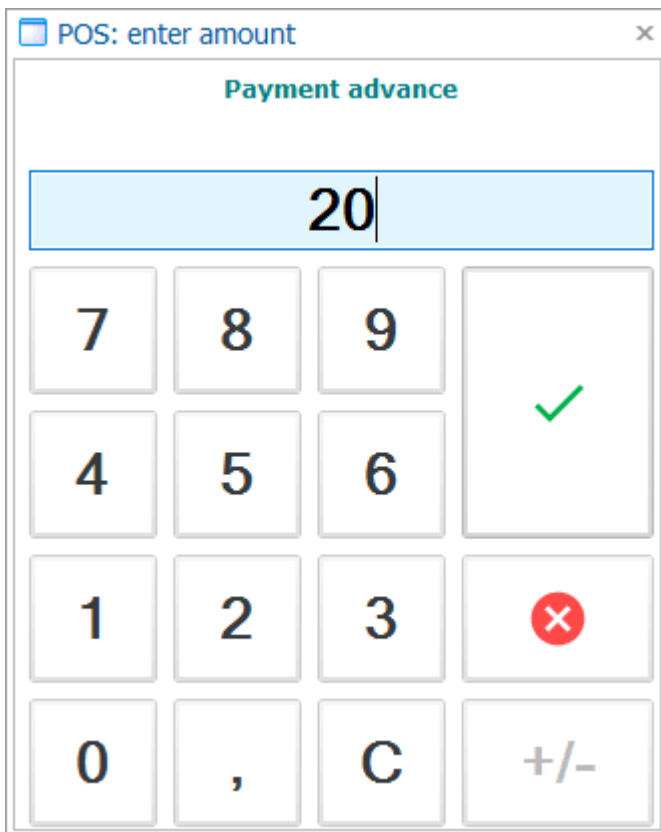 POS: enter amount
Payment advance
20
7 8 9
4 5 6
1 2 3
0 , C +/-